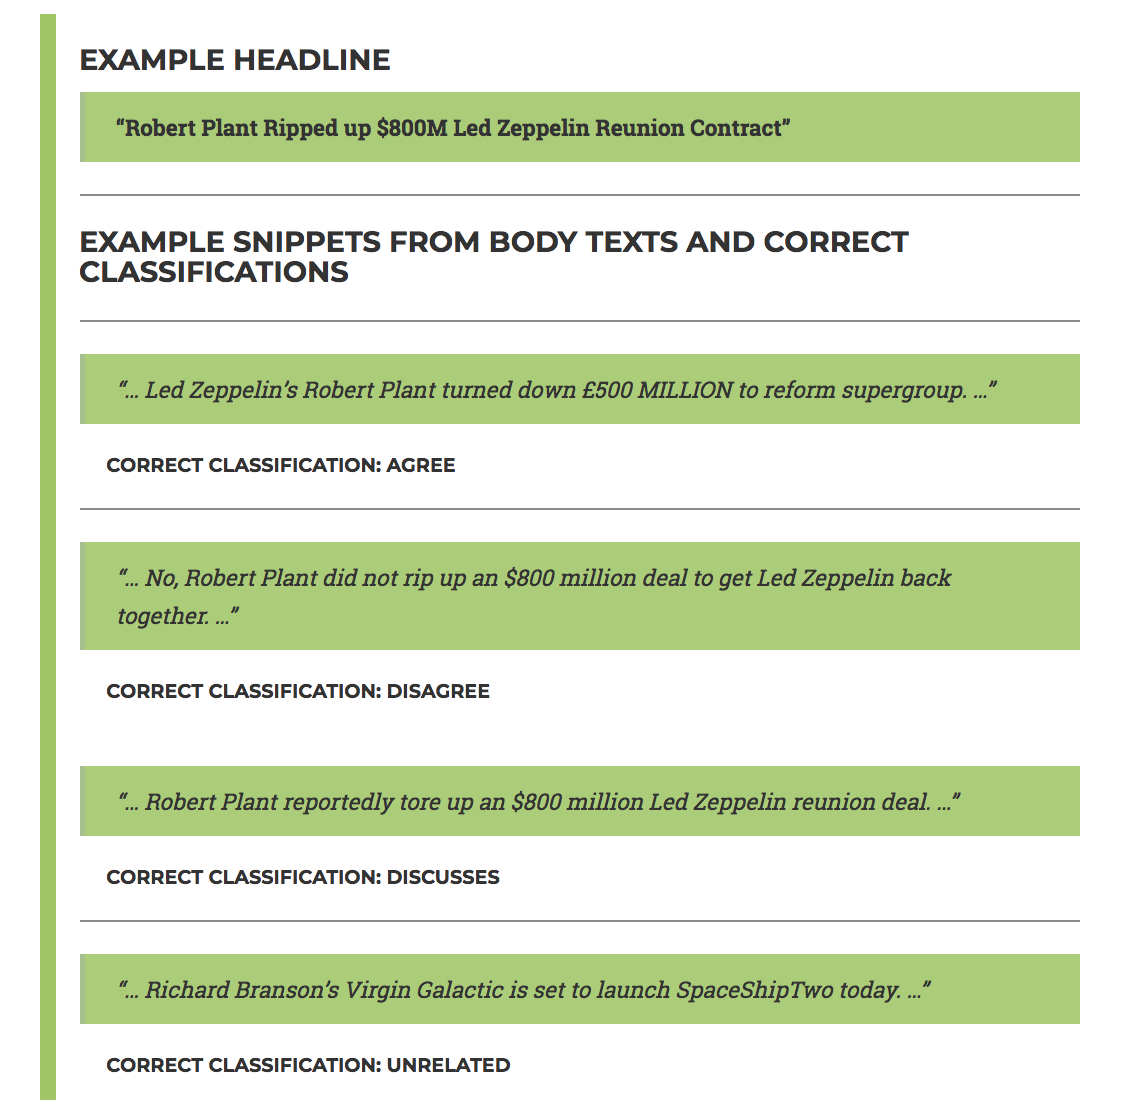 EXAMPLE HEADLINE
“Robert Plant Ripped up $800M Led Zeppelin Reunion Contract”
EXAMPLE SNIPPETS FROM BODY TEXTS AND CORRECT
CLASSIFICATIONS
“… Led Zeppelin’s Robert Plant turned down £500 MILLION to reform supergroup. …”
CORRECT CLASSIFICATION: AGREE
“… No, Robert Plant did not rip up an $800 million deal to get Led Zeppelin back
together. …”
CORRECT CLASSIFICATION: DISAGREE
“… Robert Plant reportedly tore up an $800 million Led Zeppelin reunion deal. …”
CORRECT CLASSIFICATION: DISCUSSES
“… Richard Branson’s Virgin Galactic is set to launch SpaceShipTwo today. …”
CORRECT CLASSIFICATION: UNRELATED